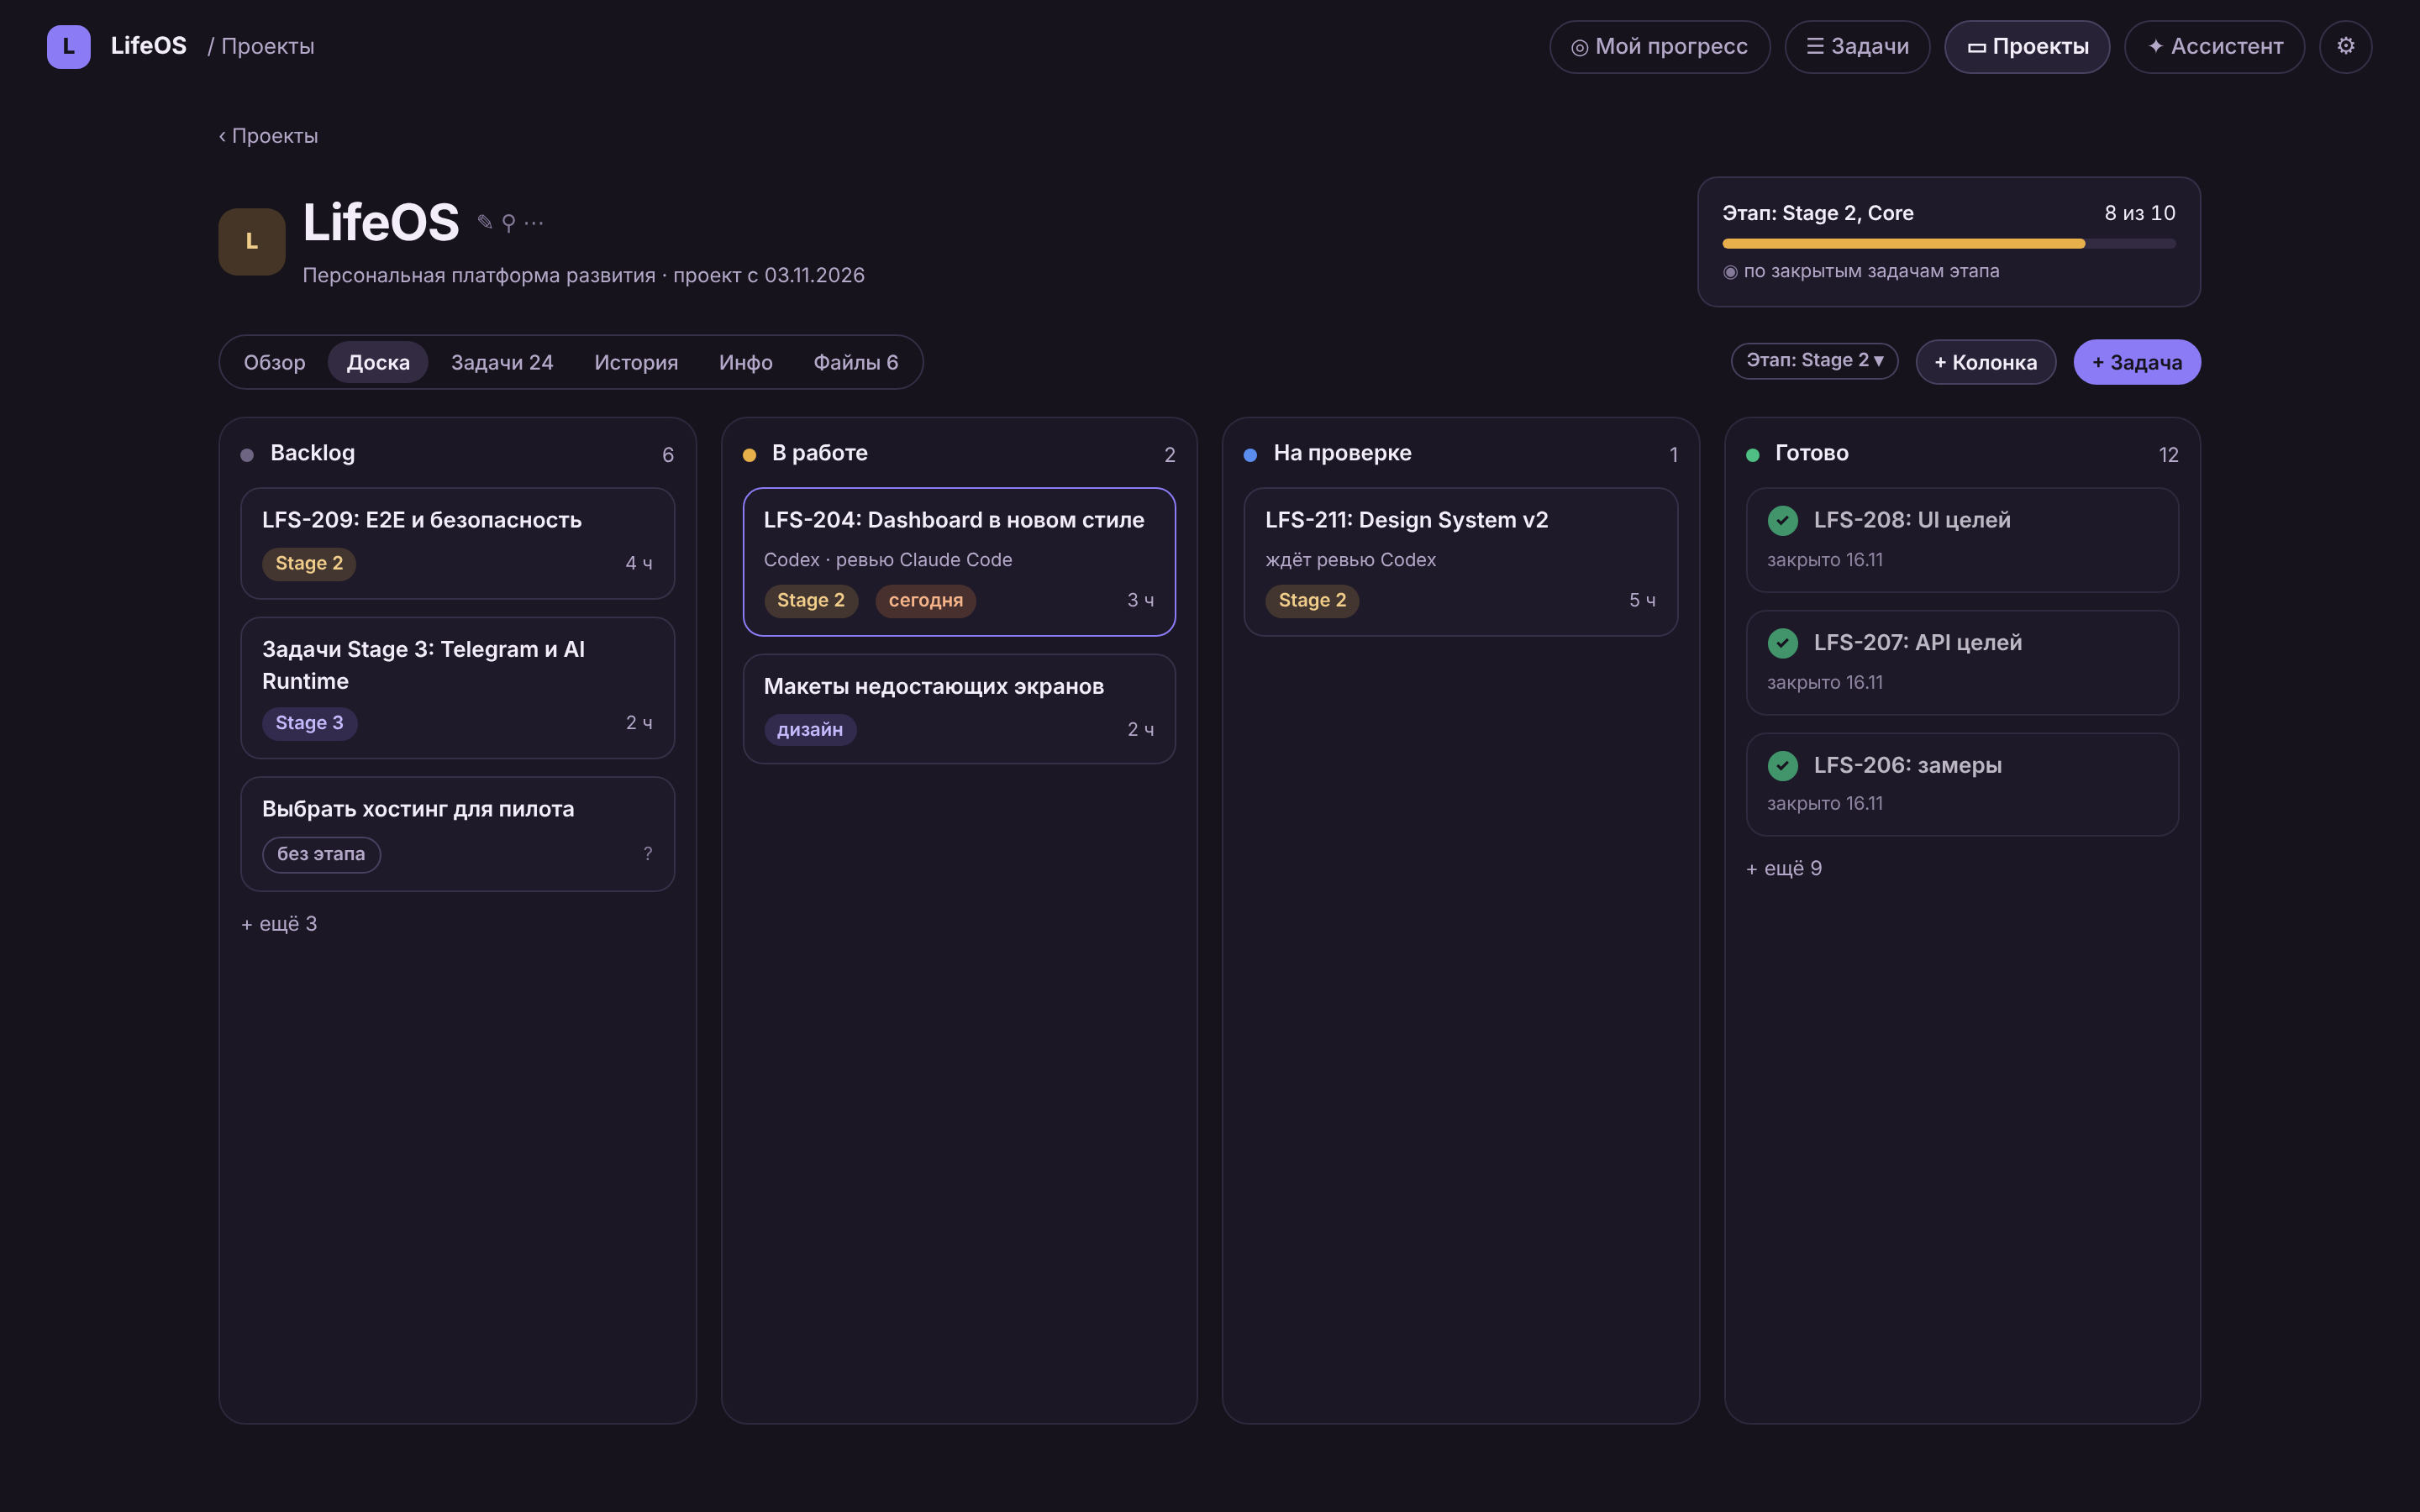 L LifeOS / Проекты
◎ Мой прогресс ☰ Задачи ▭ Проекты ✦ Ассистент ⚙
‹ Проекты
L
LifeOS ✎ ⚲ ⋯
Персональная платформа развития · проект с 03.11.2026
Этап: Stage 2, Core 8 из 10
◉ по закрытым задачам этапа
Обзор Доска Задачи 24 История Инфо Файлы 6
Этап: Stage 2 ▾ + Колонка + Задача
Backlog 6
LFS-209: E2E и безопасность
Stage 2 4 ч
Задачи Stage 3: Telegram и AI
Runtime
Stage 3 2 ч
Выбрать хостинг для пилота
без этапа ?
+ ещё 3
В работе 2
LFS-204: Dashboard в новом стиле
Codex · ревью Claude Code
Stage 2 сегодня 3 ч
Макеты недостающих экранов
дизайн 2 ч
На проверке 1
LFS-211: Design System v2
ждёт ревью Codex
Stage 2 5 ч
Готово 12
LFS-208: UI целей
закрыто 16.11
LFS-207: API целей
закрыто 16.11
LFS-206: замеры
закрыто 16.11
+ ещё 9